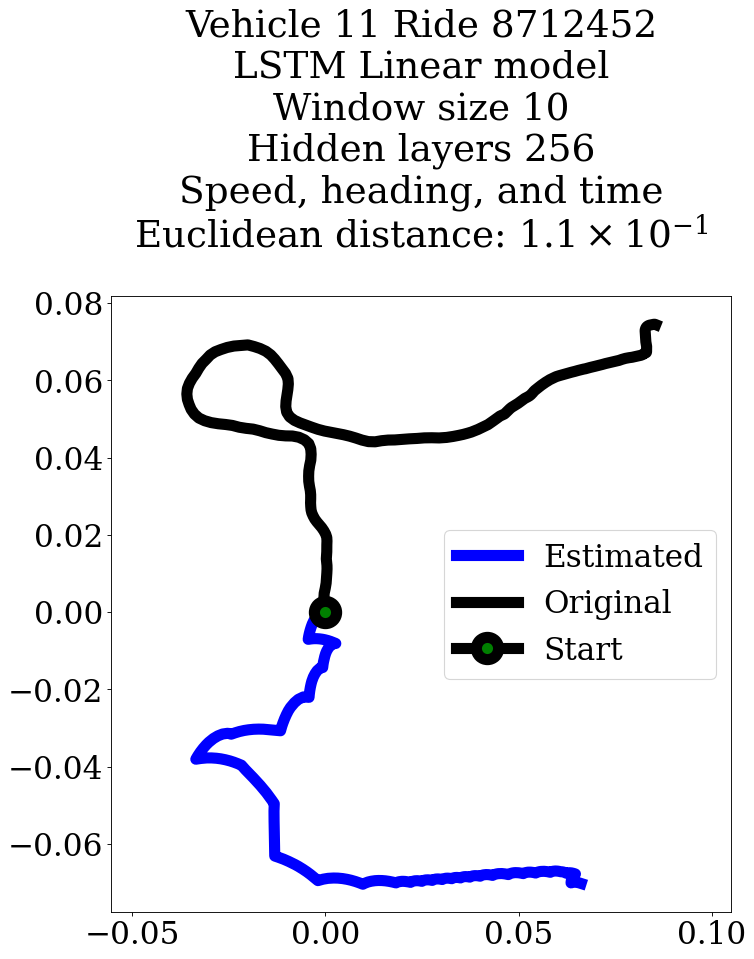 Vehicle 11 Ride 8712452
LSTM Linear model
Window size 10
Hidden layers 256
Speed, heading, and time
Euclidean distance: 1.1 × 10⁻¹
0.08
0.06
0.04
0.02
0.00
−0.02
−0.04
−0.06
Estimated
Original
Start
−0.05
0.00
0.05
0.10